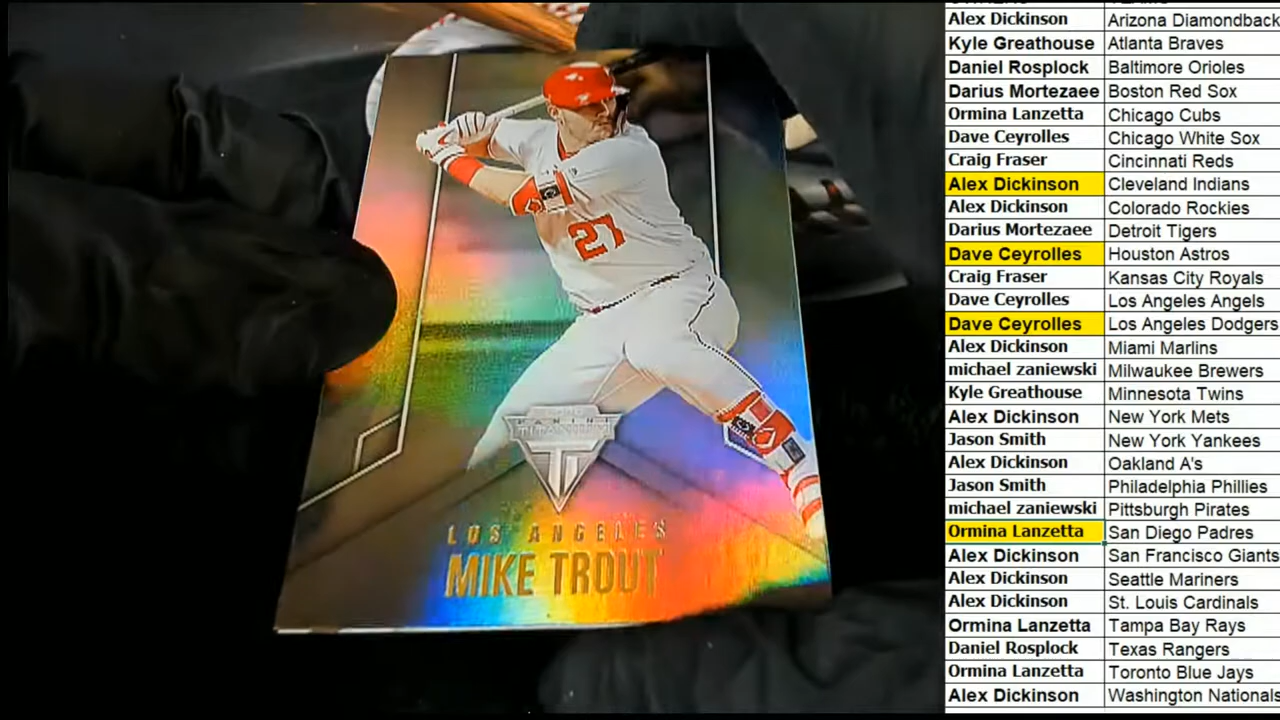 27
PANINI
TITANIUM
TI
LOS ANGELES
MIKE TROUT
Alex Dickinson Arizona Diamondback
Kyle Greathouse Atlanta Braves
Daniel Rosplock Baltimore Orioles
Darius Mortezaee Boston Red Sox
Ormina Lanzetta Chicago Cubs
Dave Ceyrolles Chicago White Sox
Craig Fraser Cincinnati Reds
Alex Dickinson Cleveland Indians
Alex Dickinson Colorado Rockies
Darius Mortezaee Detroit Tigers
Dave Ceyrolles Houston Astros
Craig Fraser Kansas City Royals
Dave Ceyrolles Los Angeles Angels
Dave Ceyrolles Los Angeles Dodgers
Alex Dickinson Miami Marlins
michael zaniewski Milwaukee Brewers
Kyle Greathouse Minnesota Twins
Alex Dickinson New York Mets
Jason Smith New York Yankees
Alex Dickinson Oakland A's
Jason Smith Philadelphia Phillies
michael zaniewski Pittsburgh Pirates
Ormina Lanzetta San Diego Padres
Alex Dickinson San Francisco Giants
Alex Dickinson Seattle Mariners
Alex Dickinson St. Louis Cardinals
Ormina Lanzetta Tampa Bay Rays
Daniel Rosplock Texas Rangers
Ormina Lanzetta Toronto Blue Jays
Alex Dickinson Washington Nationals